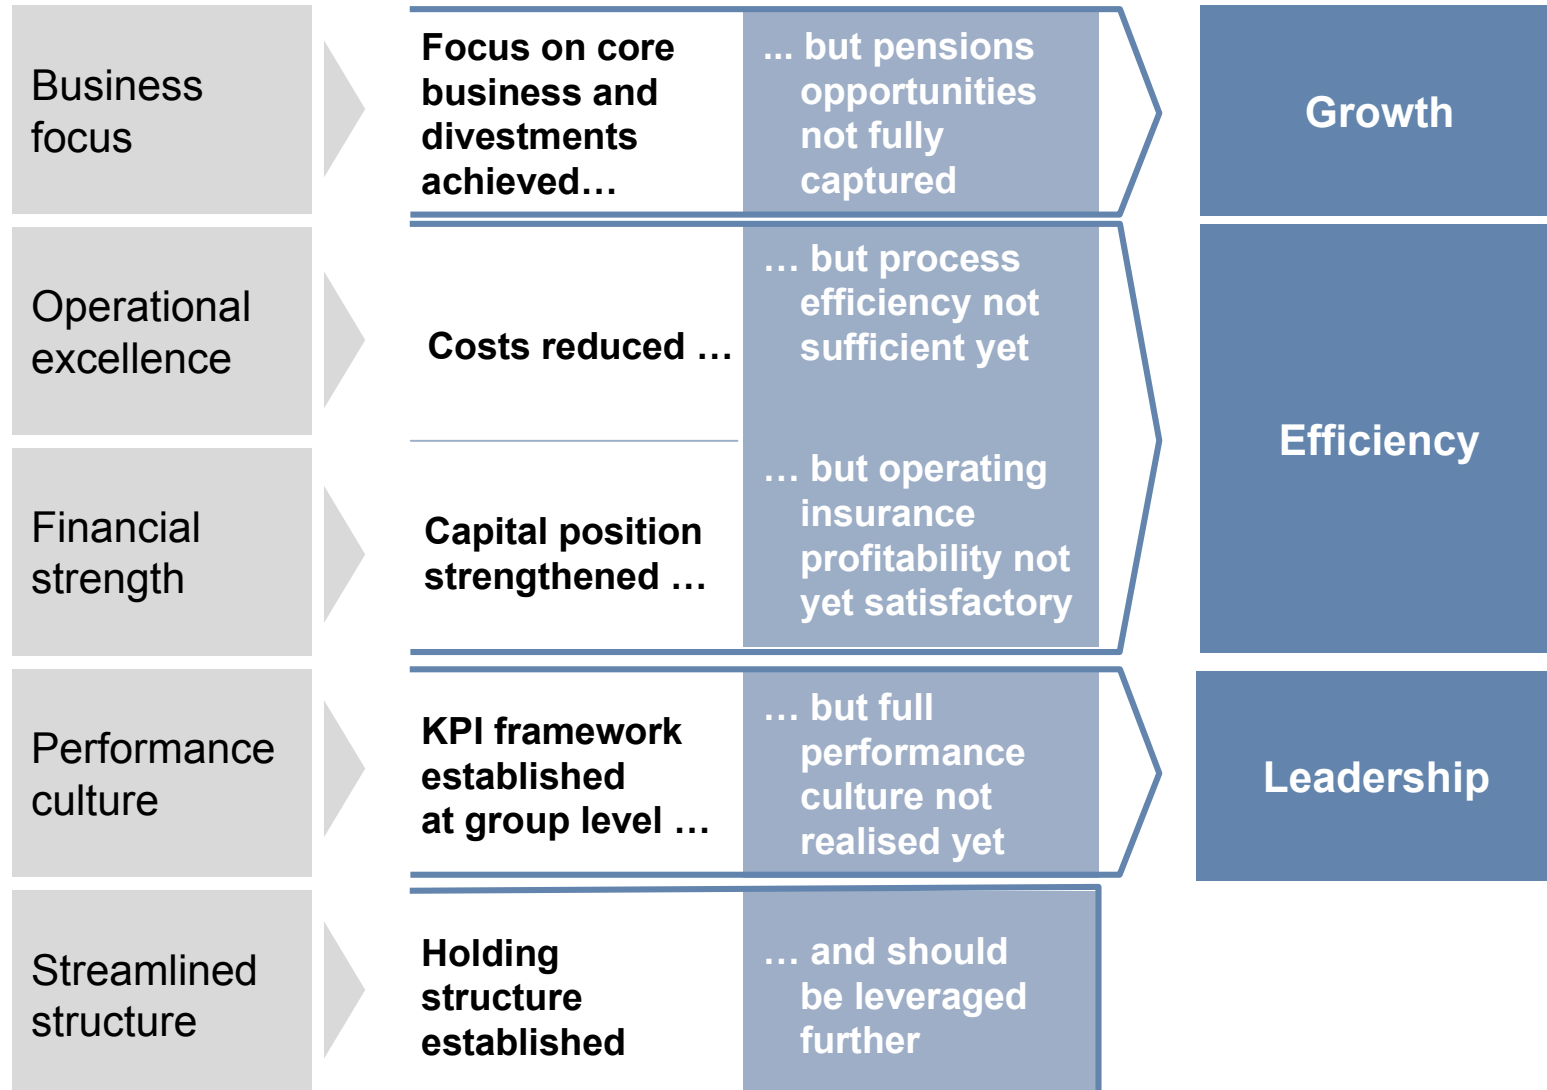 Business
focus
Focus on core
business and
divestments
achieved…
... but pensions
opportunities
not fully
captured
Growth
Operational
excellence
Costs reduced …
… but process
efficiency not
sufficient yet
Efficiency
Financial
strength
Capital position
strengthened …
… but operating
insurance
profitability not
yet satisfactory
Performance
culture
KPI framework
established
at group level …
… but full
performance
culture not
realised yet
Leadership
Streamlined
structure
Holding
structure
established
… and should
be leveraged
further